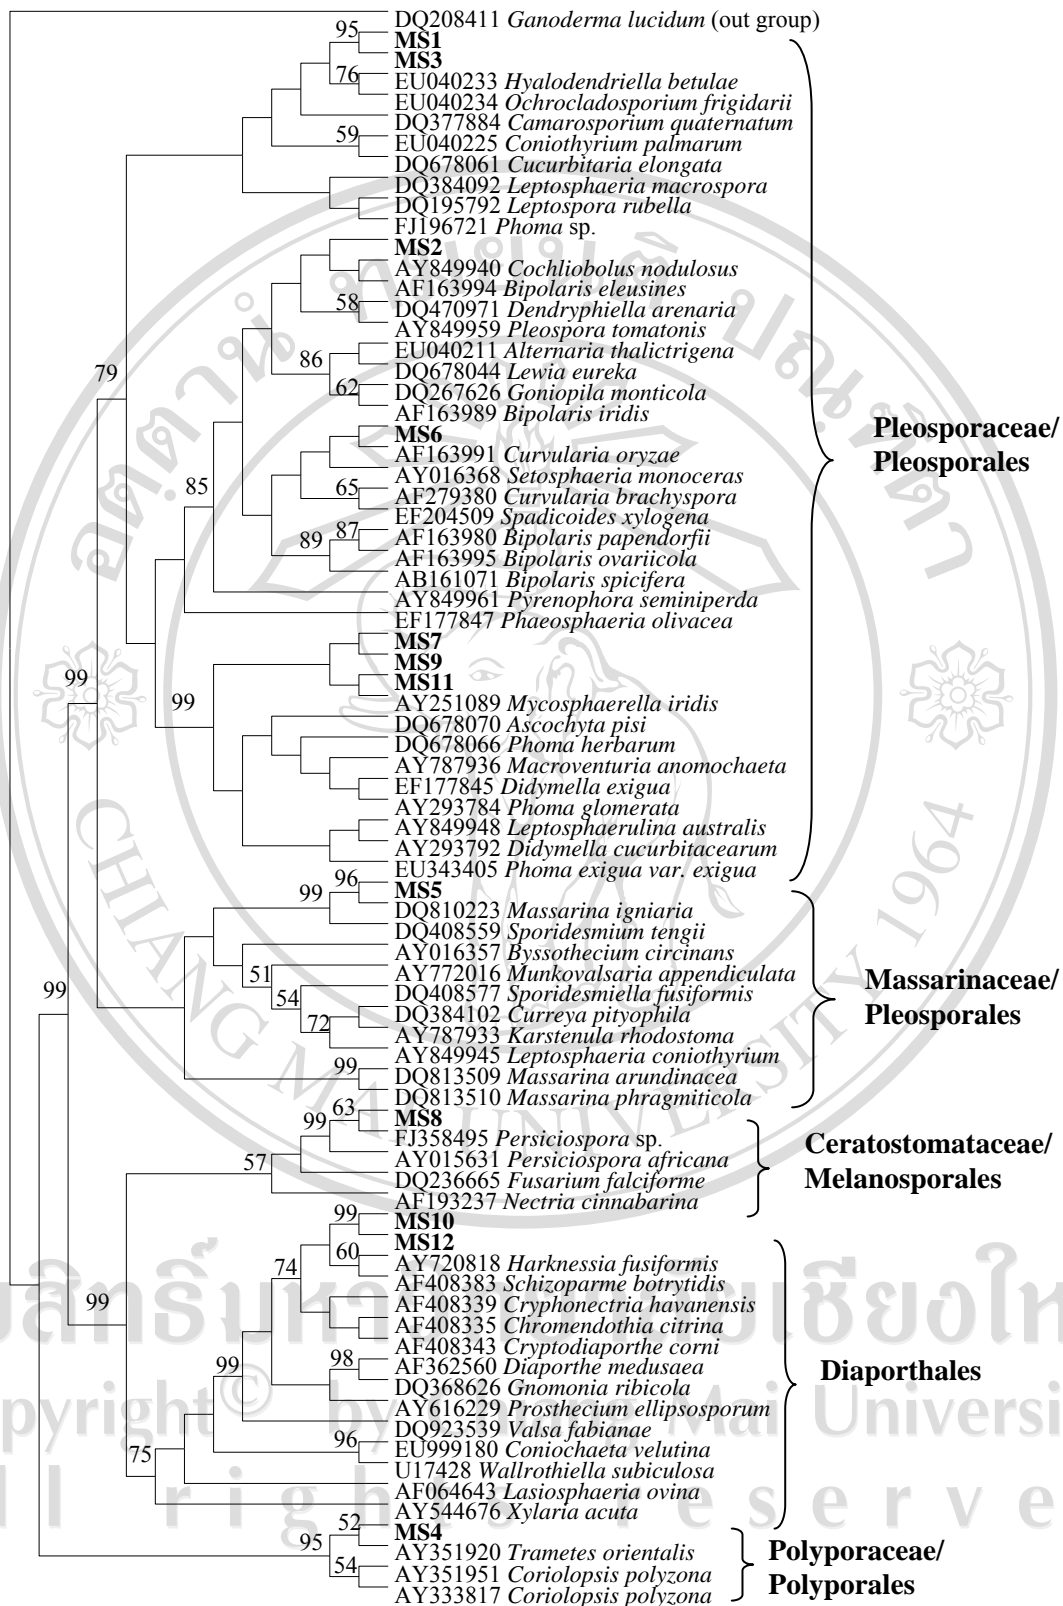 DQ208411 Ganoderma lucidum (out group)
95
MS1
MS3
76
EU040233 Hyalodendriella betulae
EU040234 Ochrocladosporium frigidarii
DQ377884 Camarosporium quaternatum
59
EU040225 Coniothyrium palmarum
DQ678061 Cucurbitaria elongata
DQ384092 Leptosphaeria macrospora
DQ195792 Leptospora rubella
FJ196721 Phoma sp.
MS2
AY849940 Cochliobolus nodulosus
AF163994 Bipolaris eleusines
58
DQ470971 Dendryphiella arenaria
AY849959 Pleospora tomatonis
86
EU040211 Alternaria thalictrigena
DQ678044 Lewia eureka
79
62
DQ267626 Goniopila monticola
AF163989 Bipolaris iridis
MS6
Pleosporaceae/
Pleosporales
AF163991 Curvularia oryzae
AY016368 Setosphaeria monoceras
85
65
AF279380 Curvularia brachyspora
EF204509 Spadicoides xylogena
87
AF163980 Bipolaris papendorfii
89
AF163995 Bipolaris ovariicola
AB161071 Bipolaris spicifera
AY849961 Pyrenophora seminiperda
EF177847 Phaeosphaeria olivacea
MS7
MS9
99
MS11
99
AY251089 Mycosphaerella iridis
DQ678070 Ascochyta pisi
DQ678066 Phoma herbarum
AY787936 Macroventuria anomochaeta
EF177845 Didymella exigua
AY293784 Phoma glomerata
AY849948 Leptosphaerulina australis
AY293792 Didymella cucurbitacearum
EU343405 Phoma exigua var. exigua
96
99
MS5
DQ810223 Massarina igniaria
DQ408559 Sporidesmium tengii
AY016357 Byssothecium circinans
51
AY772016 Munkovalsaria appendiculata
99
54
DQ408577 Sporidesmiella fusiformis
Massarinaceae/
Pleosporales
DQ384102 Curreya pityophila
72
AY787933 Karstenula rhodostoma
AY849945 Leptosphaeria coniothyrium
99
DQ813509 Massarina arundinacea
DQ813510 Massarina phragmiticola
63
MS8
99
FJ358495 Persiciospora sp.
AY015631 Persiciospora africana
57
Ceratostomataceae/
Melanosporales
DQ236665 Fusarium falciforme
AF193237 Nectria cinnabarina
99
MS10
MS12
60
AY720818 Harknessia fusiformis
74
AF408383 Schizoparme botrytidis
AF408339 Cryphonectria havanensis
99
AF408335 Chromendothia citrina
AF408343 Cryptodiaporthe corni
98
99
AF362560 Diaporthe medusaea
Diaporthales
DQ368626 Gnomonia ribicola
AY616229 Prosthecium ellipsosporum
DQ923539 Valsa fabianae
96
EU999180 Coniochaeta velutina
75
U17428 Wallrothiella subiculosa
AF064643 Lasiosphaeria ovina
AY544676 Xylaria acuta
52
MS4
95
AY351920 Trametes orientalis
54
AY351951 Coriolopsis polyzona
AY333817 Coriolopsis polyzona
Polyporaceae/
Polyporales
CHIANG MAI UNIVERSITY 1964